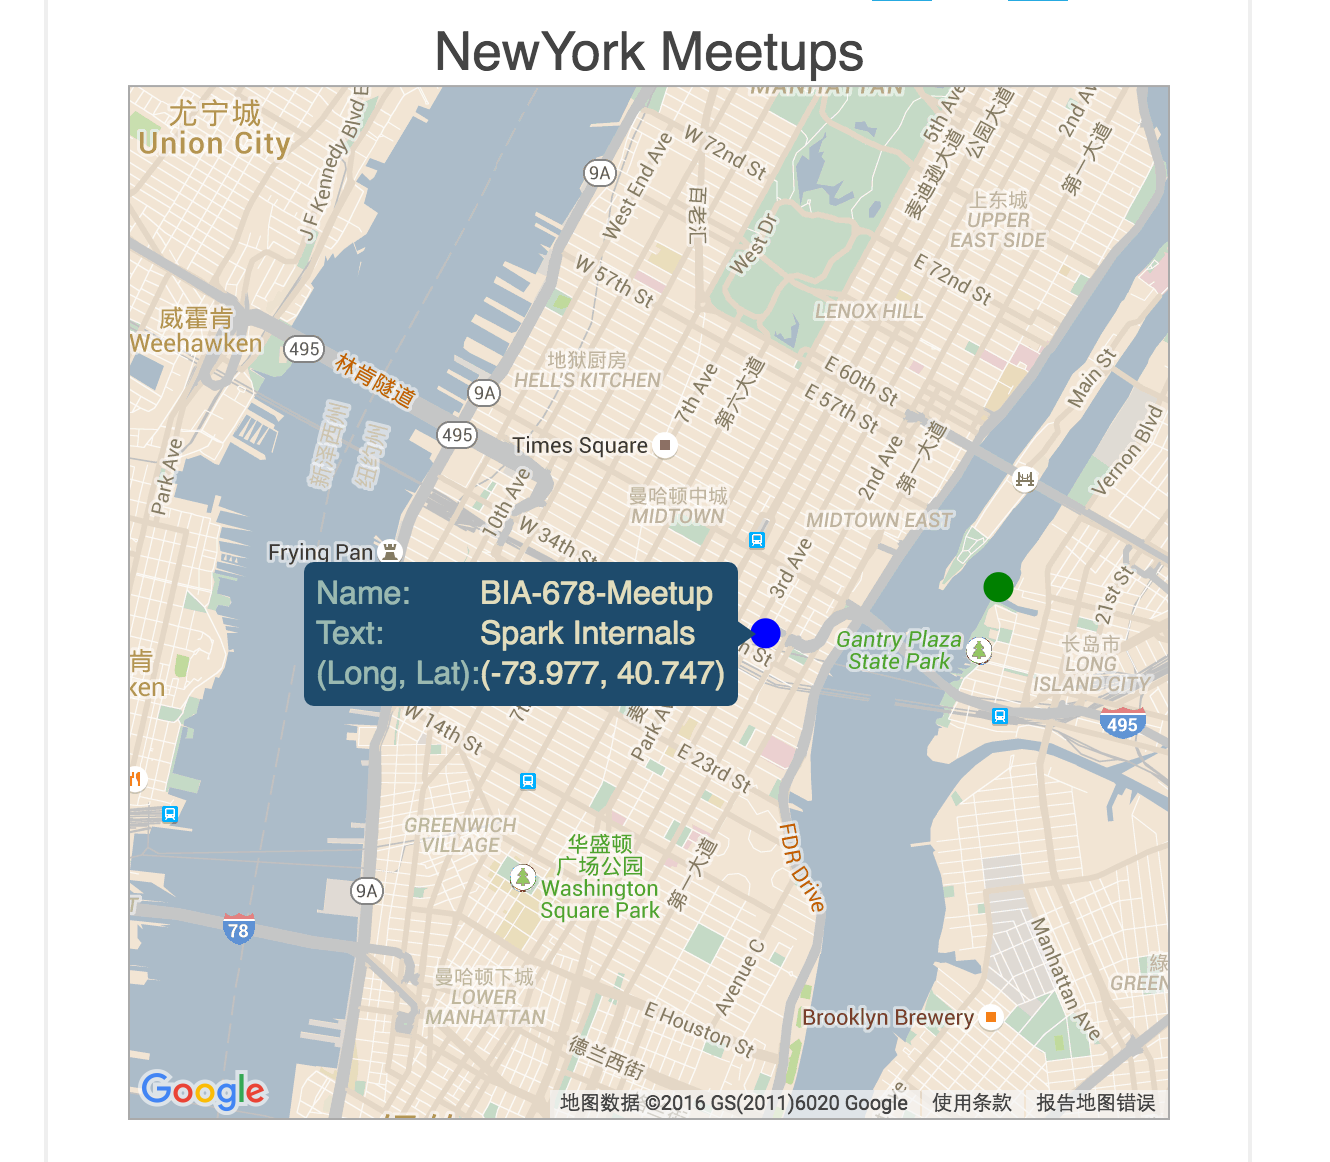 NewYork Meetups
MANHATTAN
尤宁城
Union City
J F Kennedy Blvd E
9A
West End Ave
W 72nd St
百老汇
West Dr
5th Ave
麦迪逊大道
公园大道
2nd Av
第一大道
上东城
UPPER
EAST SIDE
E 72nd St
W 57th St
LENOX HILL
威霍肯
Weehawken
495
林肯隧道
地狱厨房
HELL'S KITCHEN
9A
495
7th Ave
第六大道
E 60th St
E 57th St
Main St
Vernon Blvd
新泽西州
纽约州
Park Ave
Times Square
2nd Ave
第一大道
10th Ave
曼哈顿中城
MIDTOWN
MIDTOWN EAST
W 34th St
Frying Pan
3rd Ave
21st St
Name: BIA-678-Meetup
Text: Spark Internals
(Long, Lat):(-73.977, 40.747)
Gantry Plaza
State Park
长岛市
LONG
ISLAND CITY
495
肯
ken
W 14th St
Park Av
E 23rd St
GREENWICH
VILLAGE
华盛顿
广场公园
Washington
Square Park
第一大道
FDR Drive
9A
78
Manhattan Ave
曼哈顿下城
LOWER
MANHATTAN
Avenue C
綠
GREEN
E Houston St
Brooklyn Brewery
德兰西街
Google
地图数据 ©2016 GS(2011)6020 Google 使用条款 报告地图错误